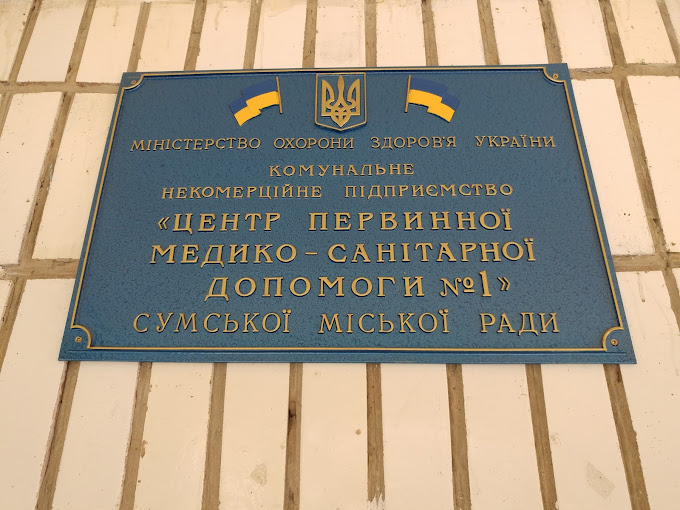 МІНІСТЕРСТВО ОХОРОНИ ЗДОРОВ'Я УКРАЇНИ
КОМУНАЛЬНЕ
НЕКОМЕРЦІЙНЕ ПІДПРИЄМСТВО
«ЦЕНТР ПЕРВИННОЇ
МЕДИКО – САНІТАРНОЇ
ДОПОМОГИ №1»
СУМСЬКОЇ МІСЬКОЇ РАДИ